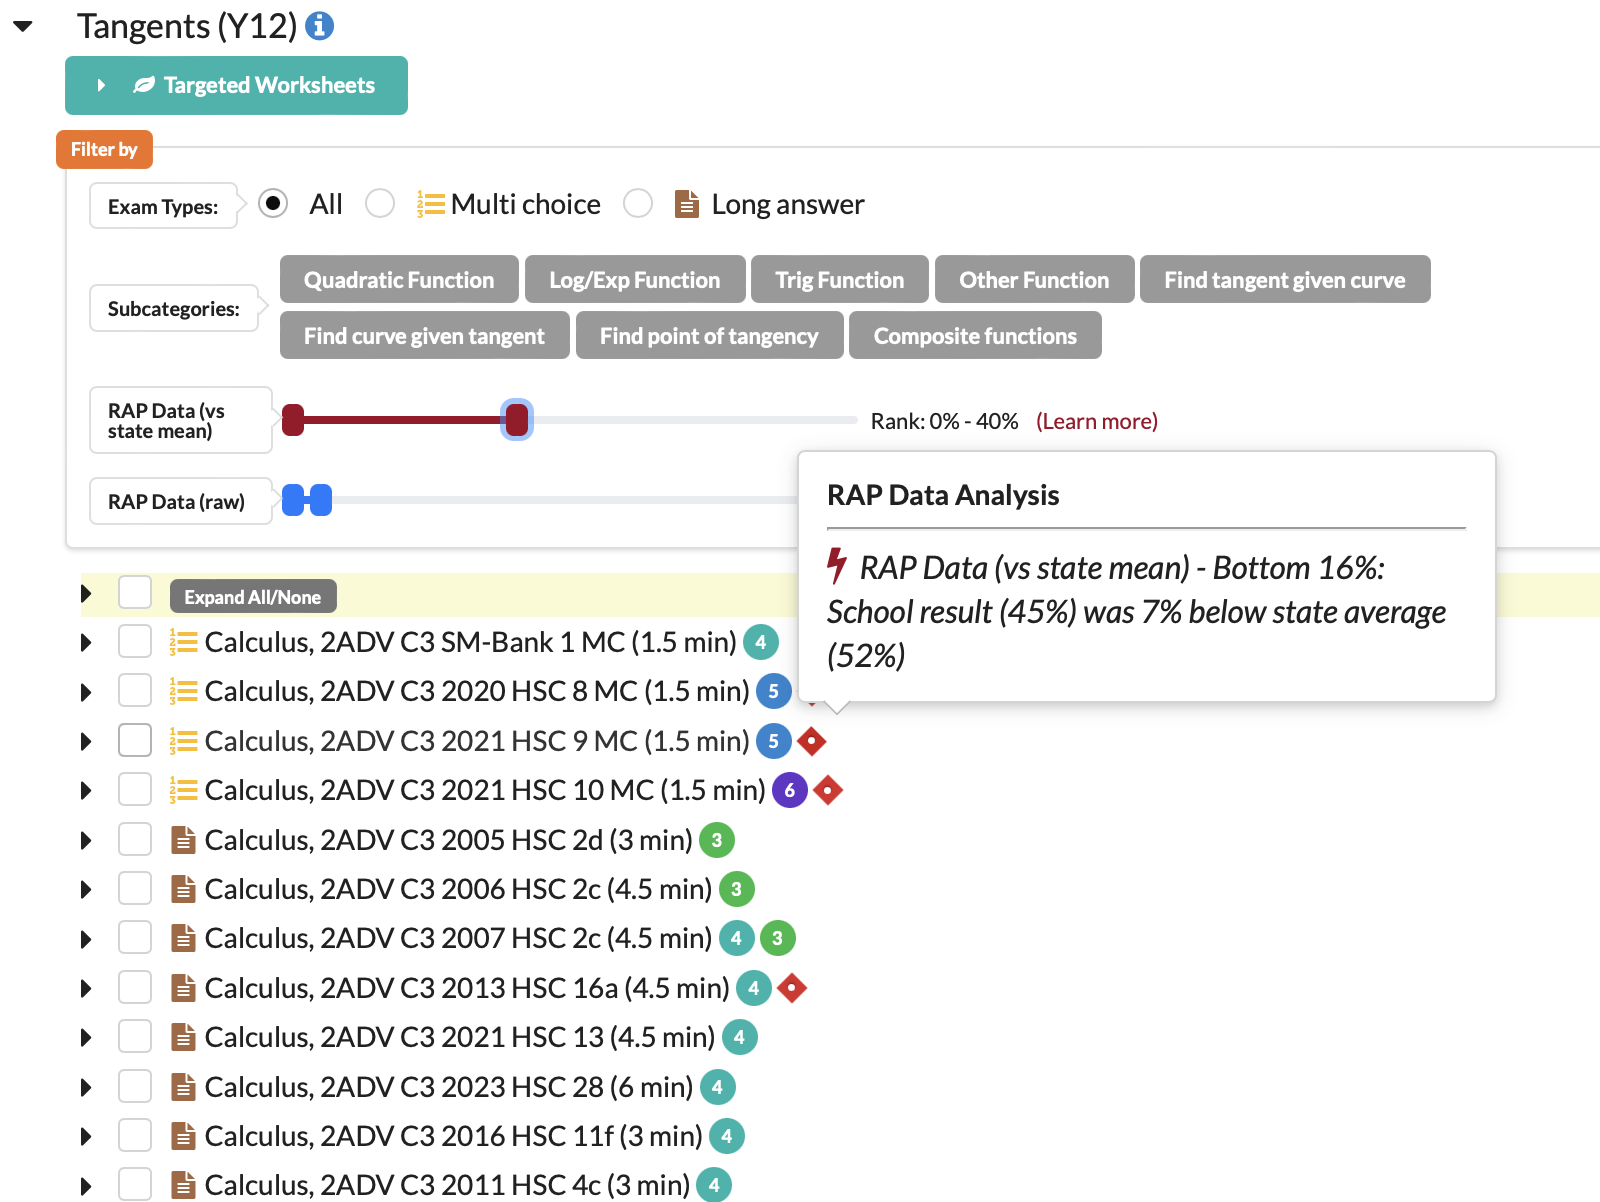 Tangents (Y12)
Targeted Worksheets
Filter by
Exam Types: All Multi choice Long answer
Subcategories:
Quadratic Function Log/Exp Function Trig Function Other Function Find tangent given curve
Find curve given tangent Find point of tangency Composite functions
RAP Data (vs
state mean)
Rank: 0% - 40% (Learn more)
RAP Data (raw)
RAP Data Analysis
RAP Data (vs state mean) - Bottom 16%:
School result (45%) was 7% below state average
(52%)
Expand All/None
Calculus, 2ADV C3 SM-Bank 1 MC (1.5 min) 4
Calculus, 2ADV C3 2020 HSC 8 MC (1.5 min) 5
Calculus, 2ADV C3 2021 HSC 9 MC (1.5 min) 5
Calculus, 2ADV C3 2021 HSC 10 MC (1.5 min) 6
Calculus, 2ADV C3 2005 HSC 2d (3 min) 3
Calculus, 2ADV C3 2006 HSC 2c (4.5 min) 3
Calculus, 2ADV C3 2007 HSC 2c (4.5 min) 4 3
Calculus, 2ADV C3 2013 HSC 16a (4.5 min) 4
Calculus, 2ADV C3 2021 HSC 13 (4.5 min) 4
Calculus, 2ADV C3 2023 HSC 28 (6 min) 4
Calculus, 2ADV C3 2016 HSC 11f (3 min) 4
Calculus, 2ADV C3 2011 HSC 4c (3 min) 4